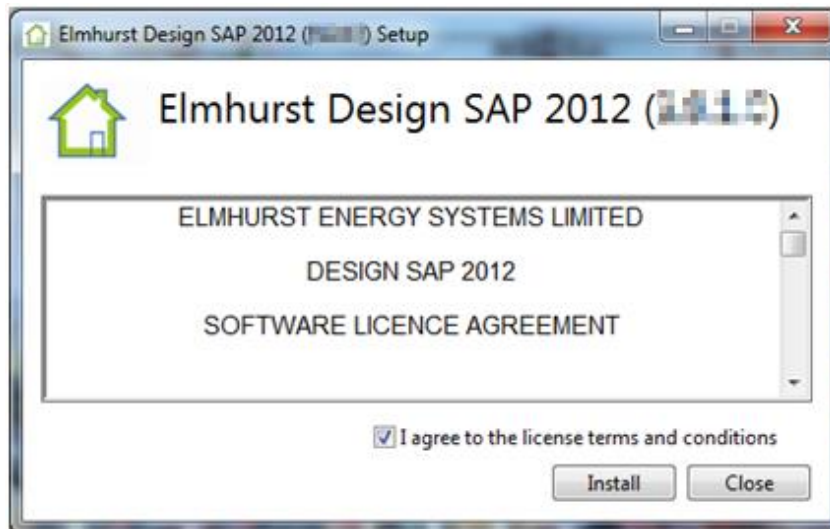 Elmhurst Design SAP 2012 ( ) Setup
Elmhurst Design SAP 2012 ( )
ELMHURST ENERGY SYSTEMS LIMITED
DESIGN SAP 2012
SOFTWARE LICENCE AGREEMENT
I agree to the license terms and conditions
Install Close